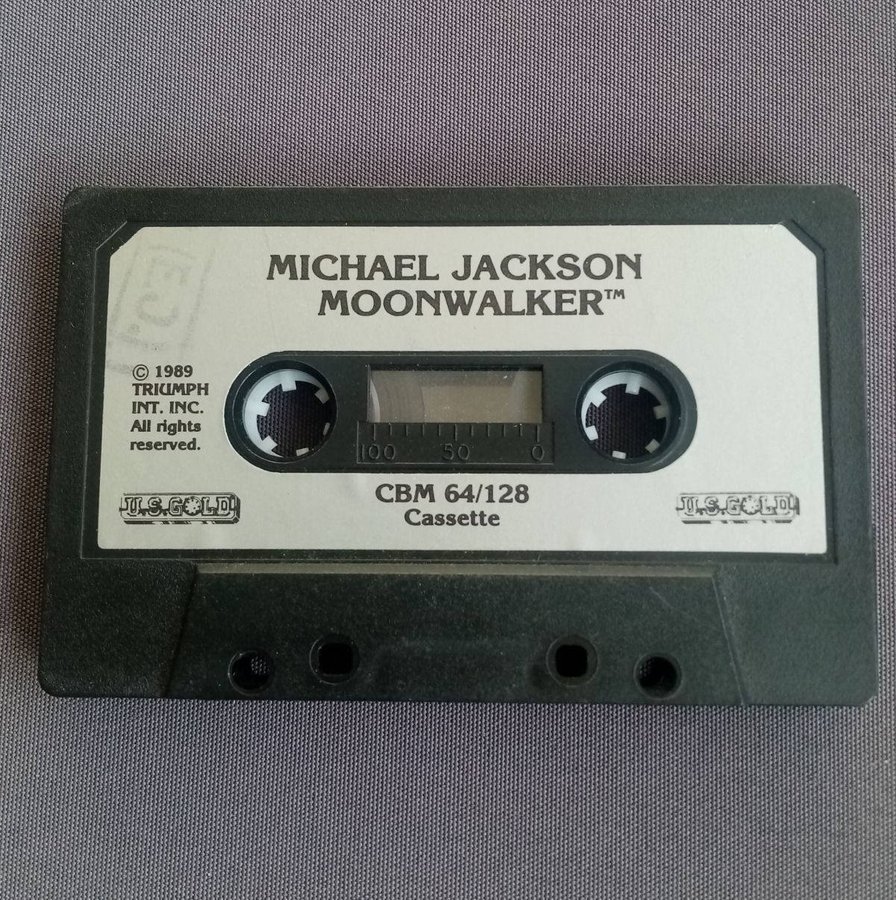 MICHAEL JACKSON
MOONWALKER™
© 1989
TRIUMPH
INT. INC.
All rights
reserved.
100 50 0
CBM 64/128
Cassette
U.S. GOLD
U.S. GOLD